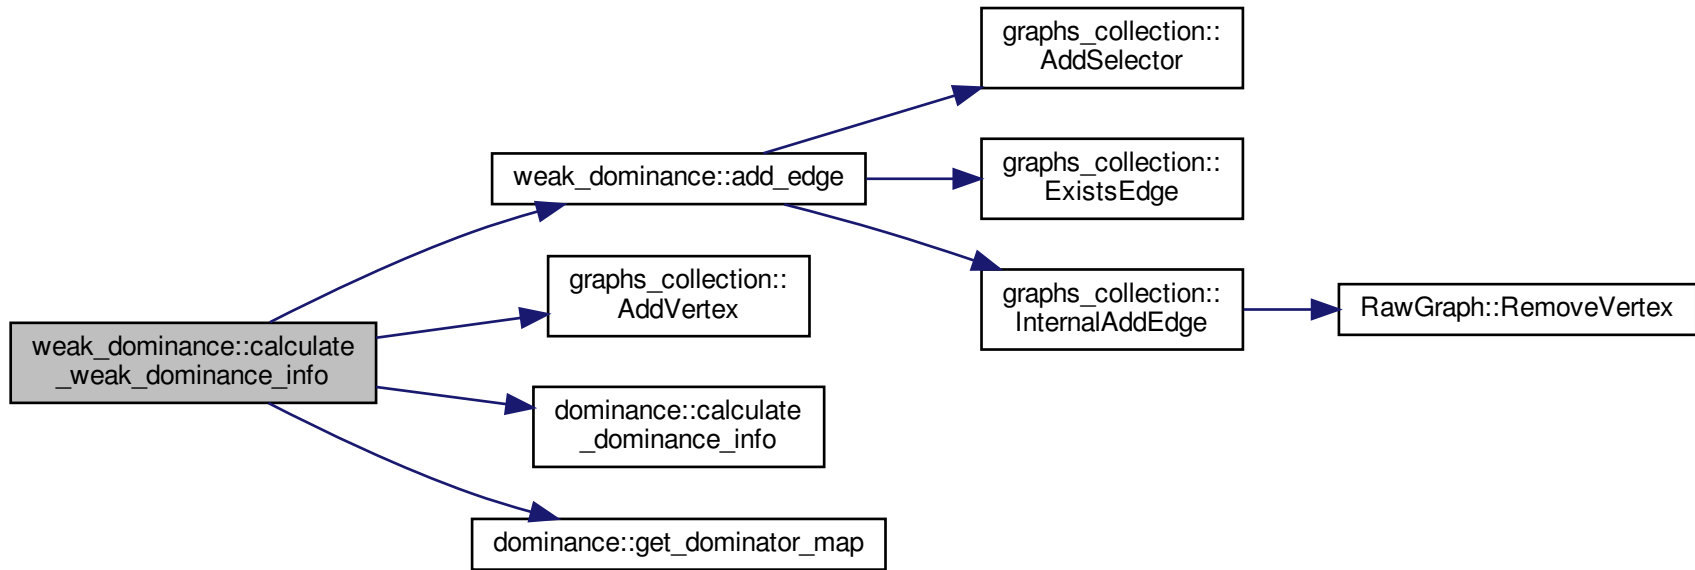 graphs_collection::
AddSelector
weak_dominance::add_edge
graphs_collection::
ExistsEdge
graphs_collection::
AddVertex
graphs_collection::
InternalAddEdge
RawGraph::RemoveVertex
weak_dominance::calculate
_weak_dominance_info
dominance::calculate
_dominance_info
dominance::get_dominator_map